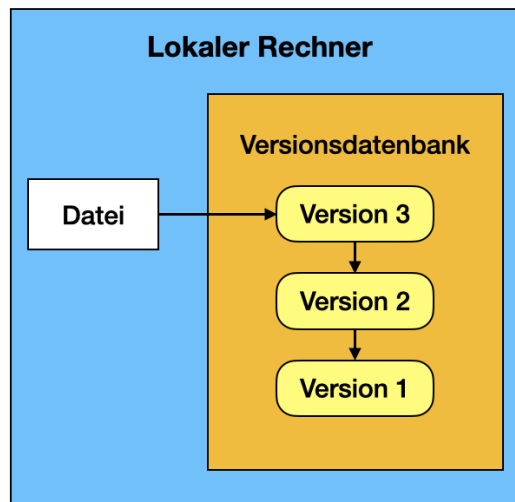 Lokaler Rechner
Versionsdatenbank
Datei
Version 3
Version 2
Version 1